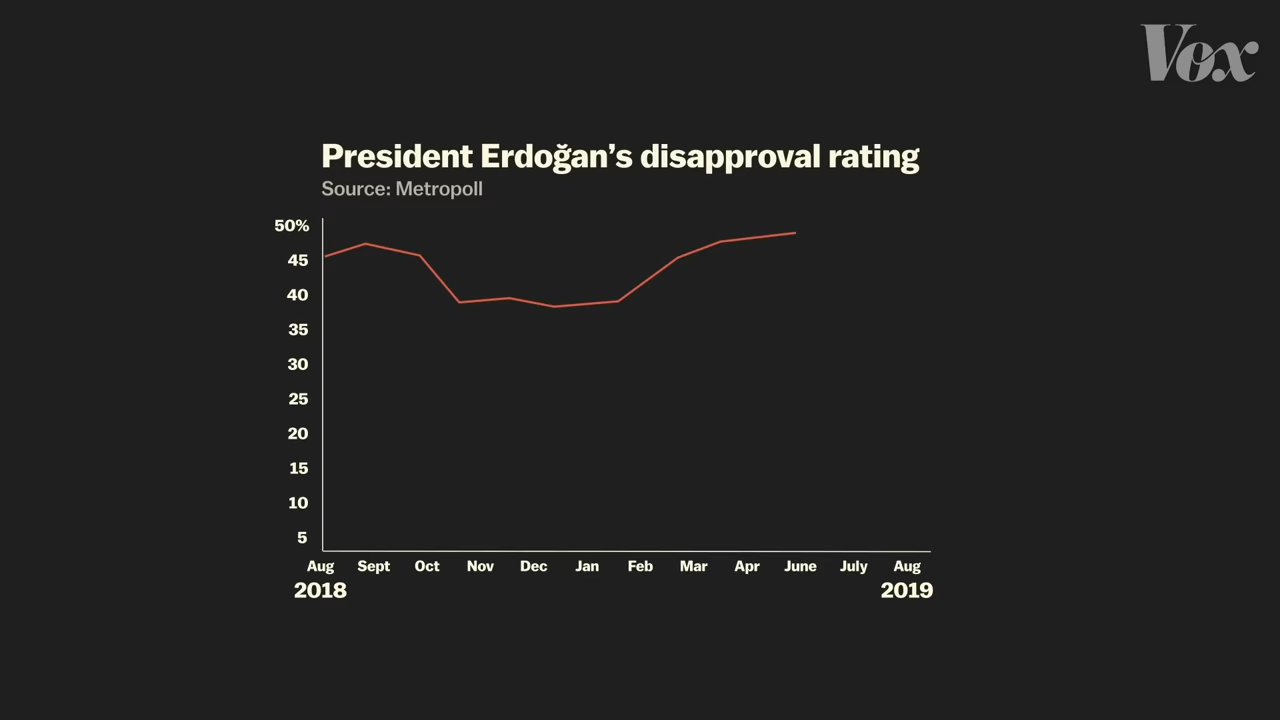 Vox
President Erdoğan’s disapproval rating
Source: Metropoll
50%
45
40
35
30
25
20
15
10
5
Aug Sept Oct Nov Dec Jan Feb Mar Apr June July Aug
2018 2019